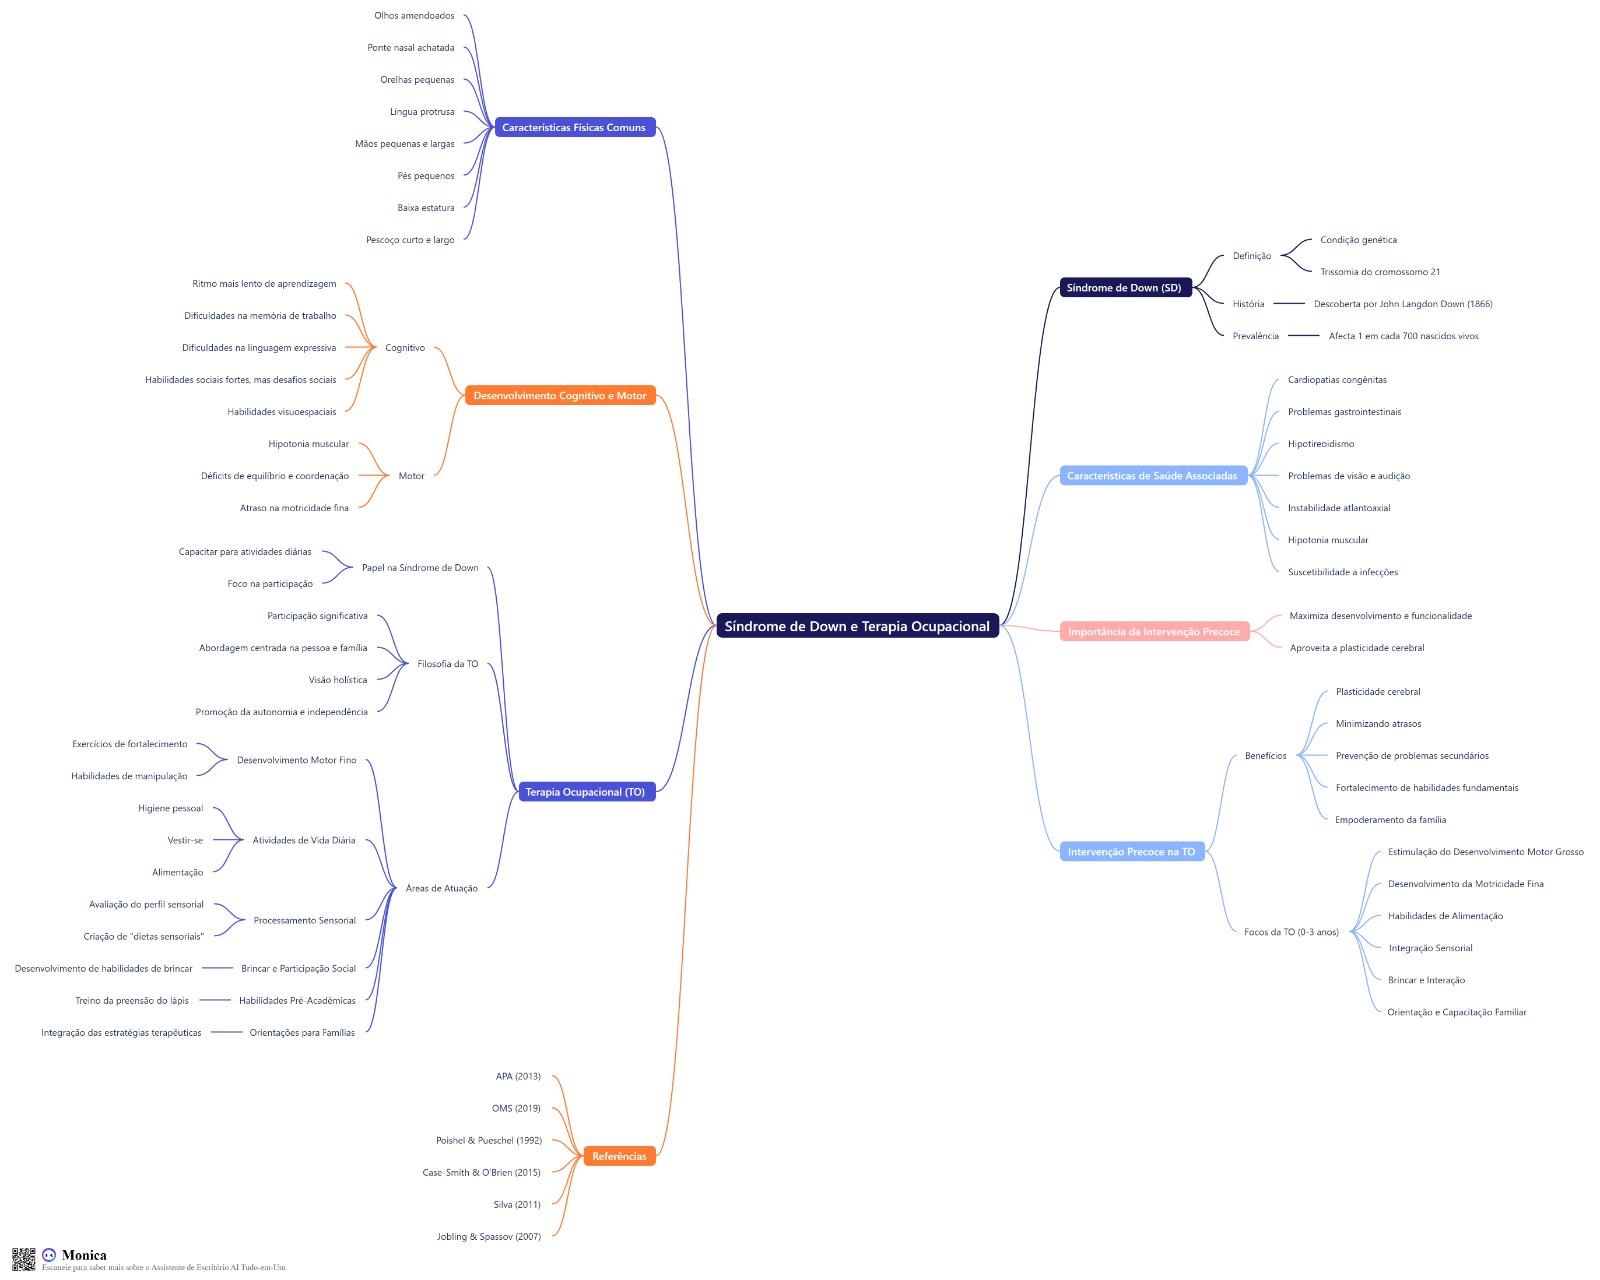 Síndrome de Down e Terapia Ocupacional
Síndrome de Down (SD)
Definição
Condição genética
Trissomia do cromossomo 21
História
Descoberta por John Langdon Down (1866)
Prevalência
Afecta 1 em cada 700 nascidos vivos
Características de Saúde Associadas
Cardiopatias congênitas
Problemas gastrointestinais
Hipotireoidismo
Problemas de visão e audição
Instabilidade atlantoaxial
Hipotonia muscular
Suscetibilidade a infecções
Importância da Intervenção Precoce
Maximiza desenvolvimento e funcionalidade
Aproveita a plasticidade cerebral
Intervenção Precoce na TO
Benefícios
Plasticidade cerebral
Minimizando atrasos
Prevenção de problemas secundários
Fortalecimento de habilidades fundamentais
Empoderamento da família
Focos da TO (0-3 anos)
Estimulação do Desenvolvimento Motor Grosso
Desenvolvimento da Motricidade Fina
Habilidades de Alimentação
Integração Sensorial
Brincar e Interação
Orientação e Capacitação Familiar
Características Físicas Comuns
Olhos amendoados
Ponte nasal achatada
Orelhas pequenas
Língua protrusa
Mãos pequenas e largas
Pés pequenos
Baixa estatura
Pescoço curto e largo
Desenvolvimento Cognitivo e Motor
Cognitivo
Ritmo mais lento de aprendizagem
Dificuldades na memória de trabalho
Dificuldades na linguagem expressiva
Habilidades sociais fortes, mas desafios sociais
Habilidades visuoespaciais
Motor
Hipotonia muscular
Déficits de equilíbrio e coordenação
Atraso na motricidade fina
Terapia Ocupacional (TO)
Papel na Síndrome de Down
Capacitar para atividades diárias
Foco na participação
Filosofia da TO
Participação significativa
Abordagem centrada na pessoa e família
Visão holística
Promoção da autonomia e independência
Áreas de Atuação
Desenvolvimento Motor Fino
Exercícios de fortalecimento
Habilidades de manipulação
Atividades de Vida Diária
Higiene pessoal
Vestir-se
Alimentação
Processamento Sensorial
Avaliação do perfil sensorial
Criação de "dietas sensoriais"
Brincar e Participação Social
Desenvolvimento de habilidades de brincar
Habilidades Pré-Acadêmicas
Treino da preensão do lápis
Orientações para Famílias
Integração das estratégias terapêuticas
Referências
APA (2013)
OMS (2019)
Poishel & Pueschel (1992)
Case-Smith & O'Brien (2015)
Silva (2011)
Jobling & Spassov (2007)
Monica
Escaneie para saber mais sobre o Assistente de Escritório AI Tudo-em-Um